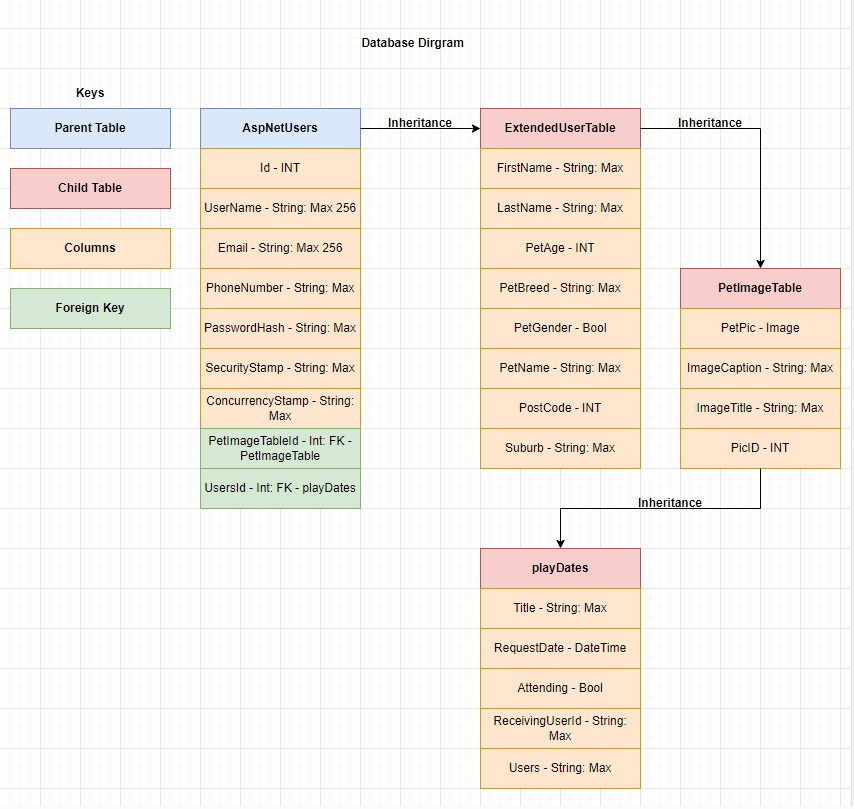 Database Dirgram
Keys
Parent Table
Child Table
Columns
Foreign Key
AspNetUsers
Id - INT
UserName - String: Max 256
Email - String: Max 256
PhoneNumber - String: Max
PasswordHash - String: Max
SecurityStamp - String: Max
ConcurrencyStamp - String:
Max
PetImageTableId - Int: FK -
PetImageTable
UsersId - Int: FK - playDates
Inheritance
ExtendedUserTable
FirstName - String: Max
LastName - String: Max
PetAge - INT
PetBreed - String: Max
PetGender - Bool
PetName - String: Max
PostCode - INT
Suburb - String: Max
Inheritance
PetImageTable
PetPic - Image
ImageCaption - String: Max
ImageTitle - String: Max
PicID - INT
Inheritance
playDates
Title - String: Max
RequestDate - DateTime
Attending - Bool
ReceivingUserId - String:
Max
Users - String: Max